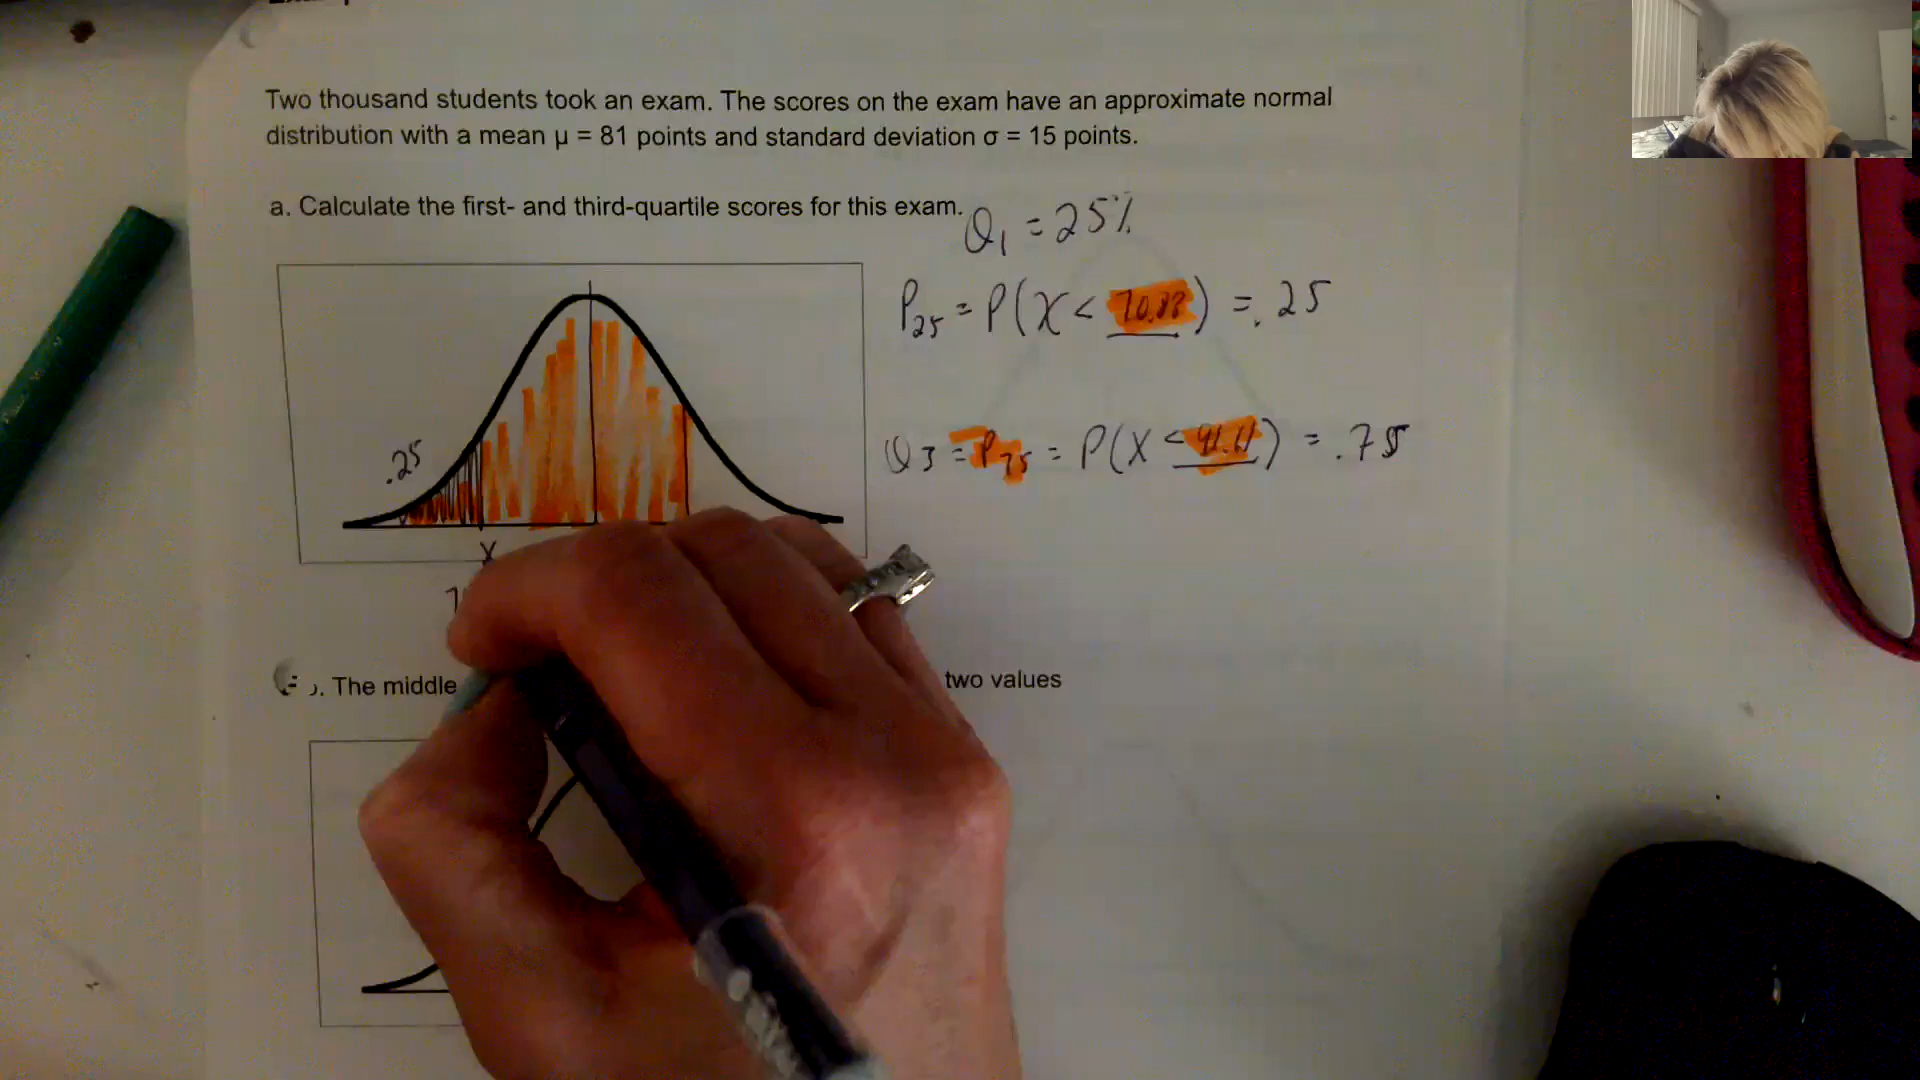 Two thousand students took an exam. The scores on the exam have an approximate normal
distribution with a mean μ = 81 points and standard deviation σ = 15 points.
a. Calculate the first- and third-quartile scores for this exam.
Q1 = 25%
P25 = P(X < 70.88) = .25
Q3 = P75 = P(X < 91.11) = .75
.25
X
. The middle
two values